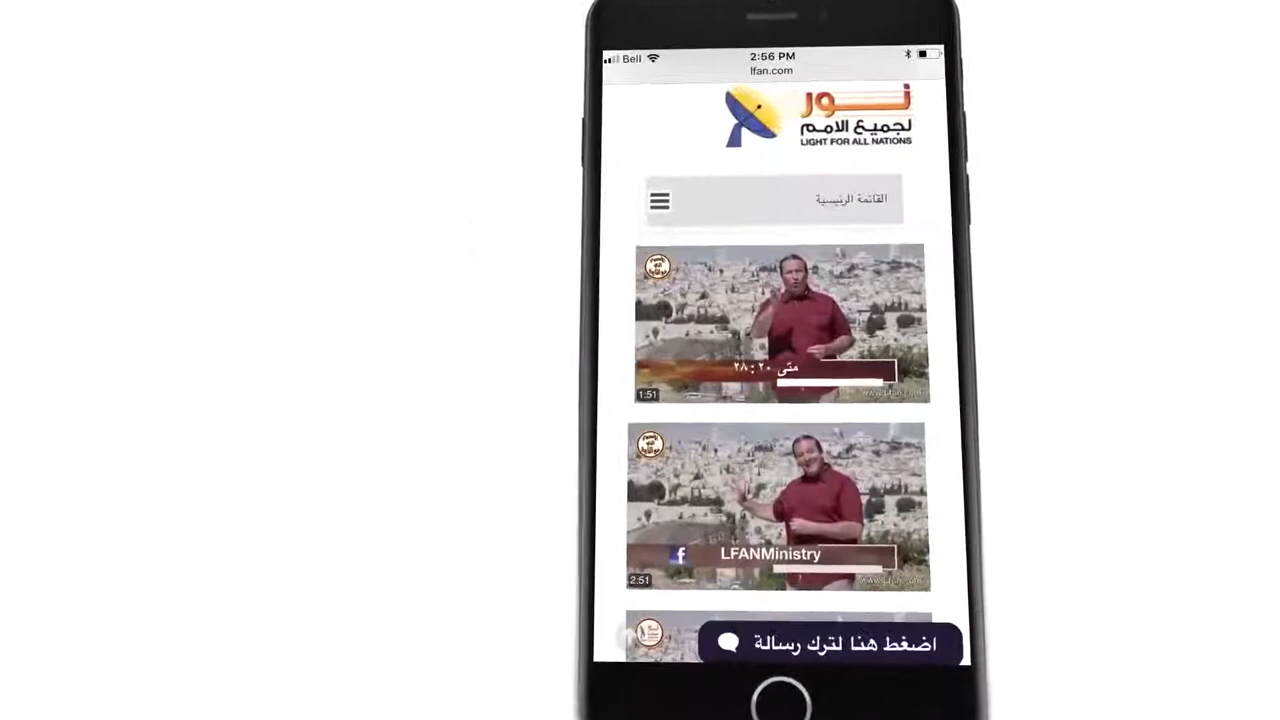 Bell
2:56 PM
lfan.com
نور
لجميع الامم
LIGHT FOR ALL NATIONS
القائمة الرئيسية
متى ٢٠:٢٨
1:51
LFANMinistry
2:51
اضغط هنا لترك رسالة